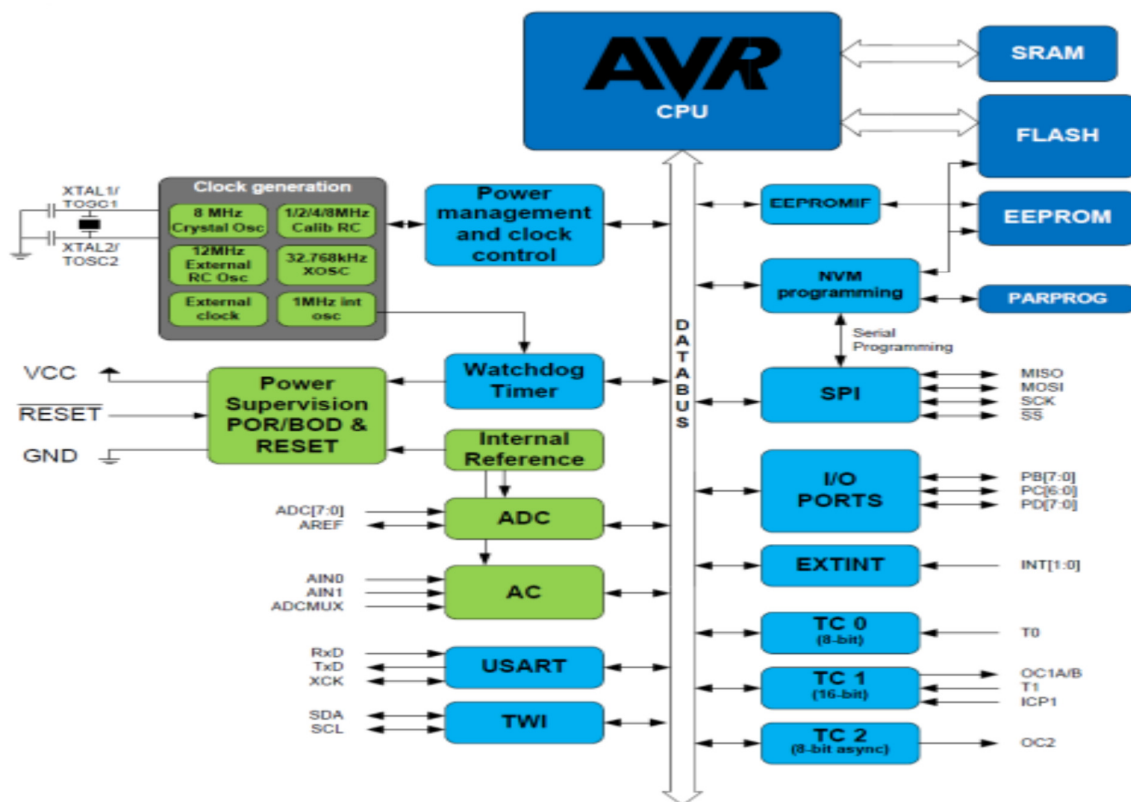 AVR
CPU
SRAM
FLASH
EEPROM
PARPROG
Clock generation
8 MHz
Crystal Osc
1/2/4/8MHz
Calib RC
12MHz
External
RC Osc
32.768kHz
XOSC
External
clock
1MHz int
osc
XTAL1/
TOSC1
XTAL2/
TOSC2
Power
management
and clock
control
EEPROMIF
NVM
programming
Serial
Programming
DATABUS
VCC
RESET
GND
Power
Supervision
POR/BOD &
RESET
Watchdog
Timer
Internal
Reference
SPI
MISO
MOSI
SCK
SS
ADC[7:0]
AREF
ADC
I/O
PORTS
PB[7:0]
PC[6:0]
PD[7:0]
AIN0
AIN1
ADCMUX
AC
EXTINT
INT[1:0]
RxD
TxD
XCK
USART
TC 0
(8-bit)
T0
SDA
SCL
TWI
TC 1
(16-bit)
OC1A/B
T1
ICP1
TC 2
(8-bit async)
OC2